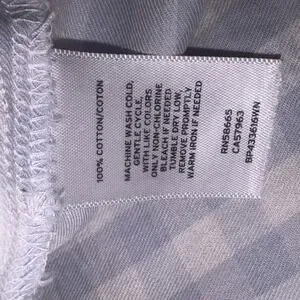 100% COTTON/COTON
MACHINE WASH COLD,
GENTLE CYCLE,
WITH LIKE COLORS
ONLY NON-CHLORINE
BLEACH IF NEEDED
TUMBLE DRY LOW,
REMOVE PROMPTLY
WARM IRON IF NEEDED
RN58665
CA57963
BP43361618WN